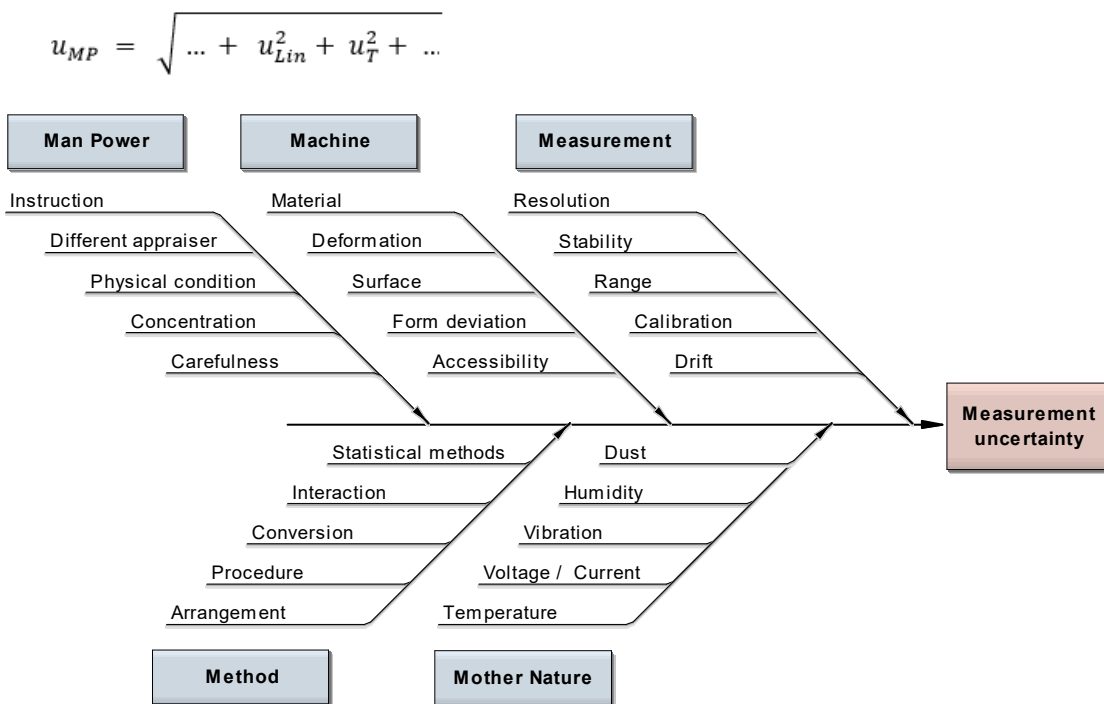 u_MP = √(... + u²_Lin + u²_T + ...
Man Power
Machine
Measurement
Instruction
Different appraiser
Physical condition
Concentration
Carefulness
Material
Deformation
Surface
Form deviation
Accessibility
Resolution
Stability
Range
Calibration
Drift
Measurement
uncertainty
Statistical methods
Interaction
Conversion
Procedure
Arrangement
Dust
Humidity
Vibration
Voltage / Current
Temperature
Method
Mother Nature